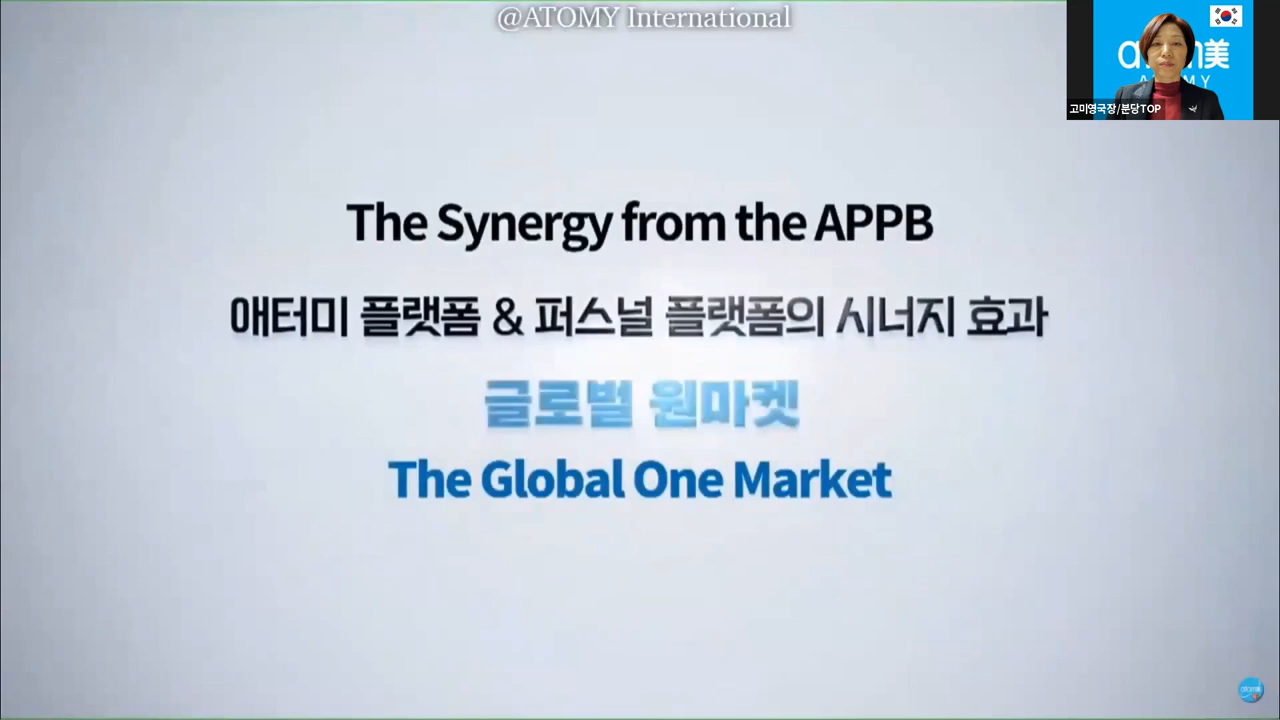 @ATOMY International
고미영국장/분당TOP
The Synergy from the APPB
애터미 플랫폼 & 퍼스널 플랫폼의 시너지 효과
글로벌 원마켓
The Global One Market